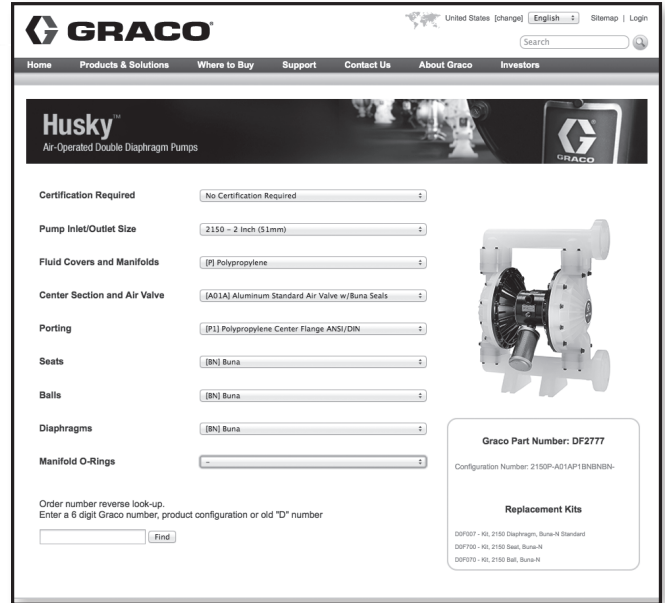 GRACO
United States [change] English Sitemap | Login
Search
Home Products & Solutions Where to Buy Support Contact Us About Graco Investors
Husky™
Air-Operated Double Diaphragm Pumps
GRACO
Certification Required No Certification Required
Pump Inlet/Outlet Size 2150 – 2 Inch (51mm)
Fluid Covers and Manifolds [P] Polypropylene
Center Section and Air Valve [A01A] Aluminum Standard Air Valve w/Buna Seals
Porting [P1] Polypropylene Center Flange ANSI/DIN
Seats [BN] Buna
Balls [BN] Buna
Diaphragms [BN] Buna
Manifold O-Rings –
Order number reverse look-up.
Enter a 6 digit Graco number, product configuration or old "D" number
Find
Graco Part Number: DF2777
Configuration Number: 2150P-A01AP1BNBNBN-
Replacement Kits
D0F007 - Kit, 2150 Diaphragm, Buna-N Standard
D0F700 - Kit, 2150 Seat, Buna-N
D0F070 - Kit, 2150 Ball, Buna-N